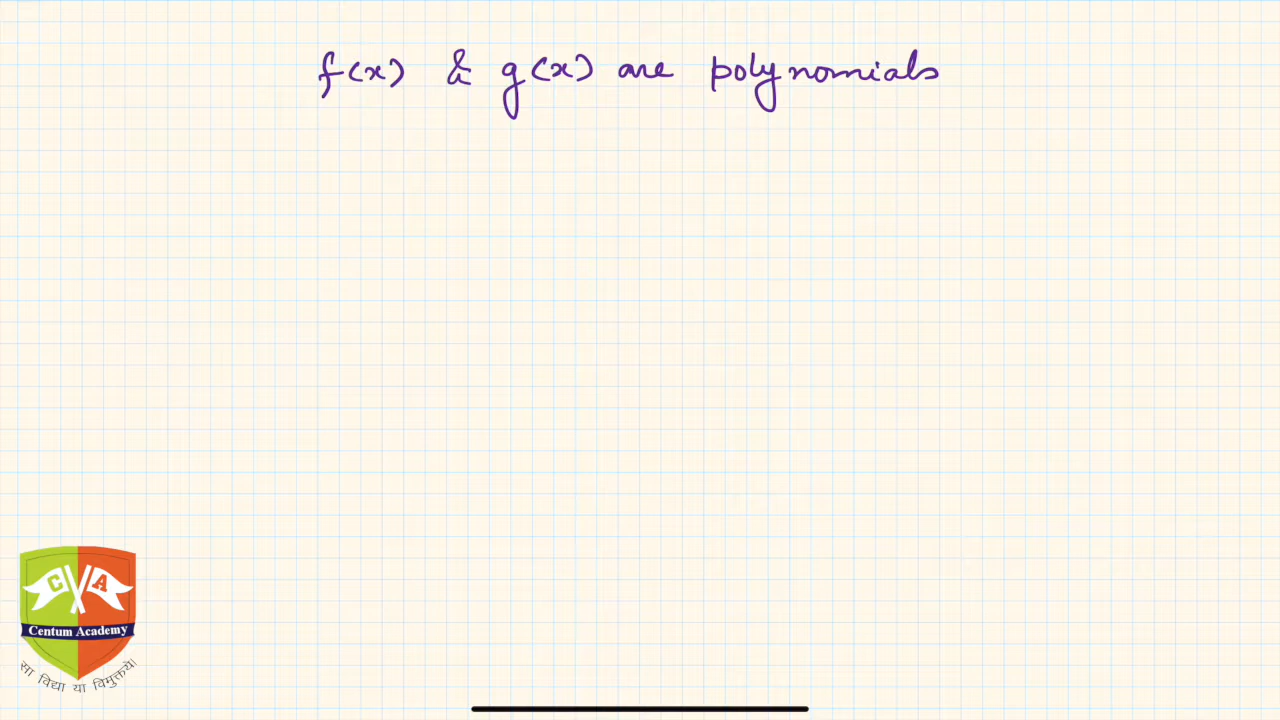 f(x) & g(x) are polynomials
C A
Centum Academy
सा विद्या या विमुक्तये।